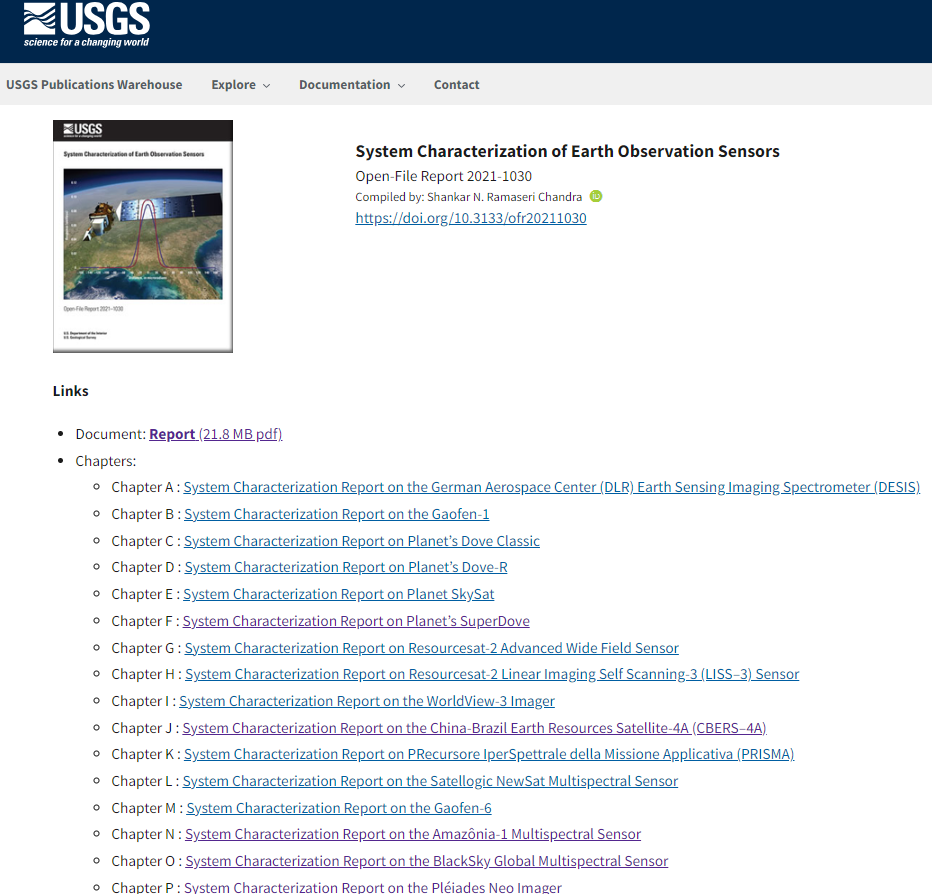 USGS
science for a changing world
USGS Publications Warehouse Explore Documentation Contact
USGS
science for a changing world
System Characterization of Earth Observation Sensors
Open-File Report 2021–1030
U.S. Department of the Interior
U.S. Geological Survey
System Characterization of Earth Observation Sensors
Open-File Report 2021-1030
Compiled by: Shankar N. Ramaseri Chandra iD
https://doi.org/10.3133/ofr20211030
Links
Document: Report (21.8 MB pdf)
Chapters:
Chapter A : System Characterization Report on the German Aerospace Center (DLR) Earth Sensing Imaging Spectrometer (DESIS)
Chapter B : System Characterization Report on the Gaofen-1
Chapter C : System Characterization Report on Planet’s Dove Classic
Chapter D : System Characterization Report on Planet’s Dove-R
Chapter E : System Characterization Report on Planet SkySat
Chapter F : System Characterization Report on Planet’s SuperDove
Chapter G : System Characterization Report on Resourcesat-2 Advanced Wide Field Sensor
Chapter H : System Characterization Report on Resourcesat-2 Linear Imaging Self Scanning-3 (LISS–3) Sensor
Chapter I : System Characterization Report on the WorldView-3 Imager
Chapter J : System Characterization Report on the China-Brazil Earth Resources Satellite-4A (CBERS–4A)
Chapter K : System Characterization Report on PRecursore IperSpettrale della Missione Applicativa (PRISMA)
Chapter L : System Characterization Report on the Satellogic NewSat Multispectral Sensor
Chapter M : System Characterization Report on the Gaofen-6
Chapter N : System Characterization Report on the Amazônia-1 Multispectral Sensor
Chapter O : System Characterization Report on the BlackSky Global Multispectral Sensor
Chapter P : System Characterization Report on the Pléiades Neo Imager